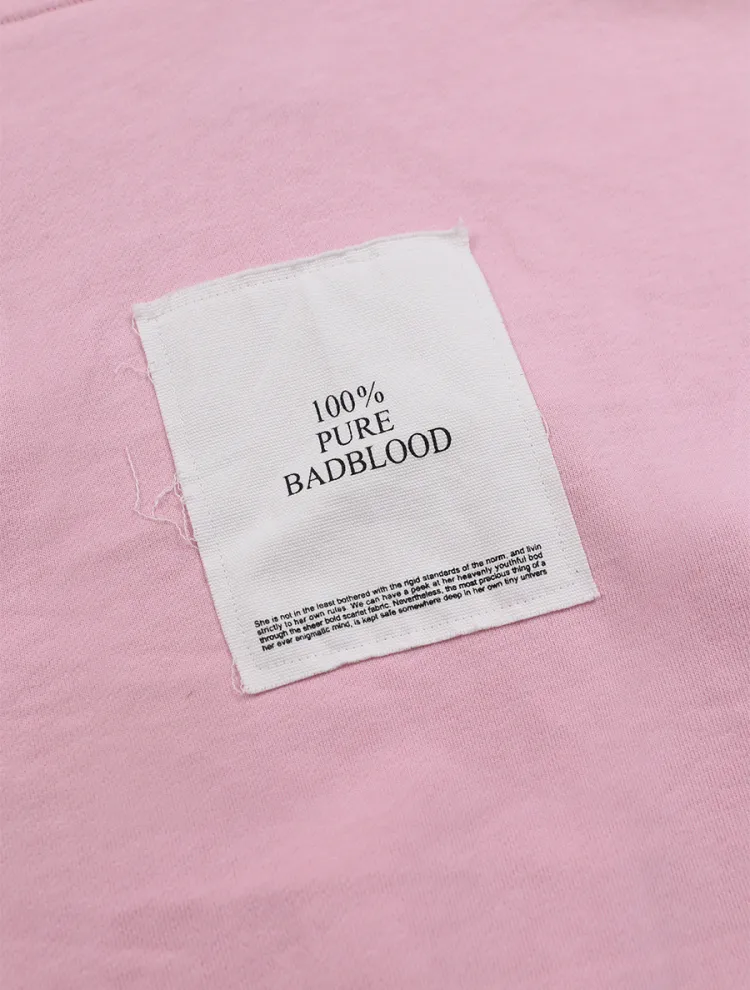 100%
PURE
BADBLOOD
She is not in the least bothered with the rigid standards of the norm, and livin
strictly to her own rules. We can have a peek at her heavenly youthful bod
through the sheer bold scarlet fabric. Nevertheless, the most precious thing of a
her ever enigmatic mind, is kept safe somewhere deep in her own tiny univers